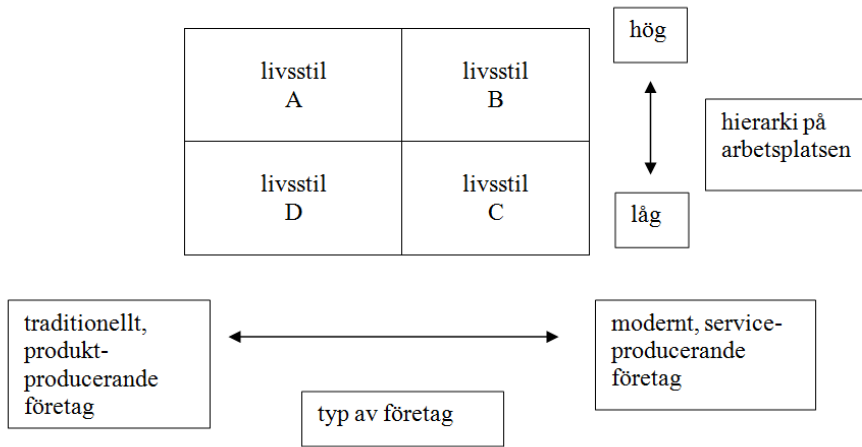 hög
livsstil
A
livsstil
B
hierarki på
arbetsplatsen
livsstil
D
livsstil
C
låg
traditionellt,
produkt-
producerande
företag
modernt, service-
producerande
företag
typ av företag